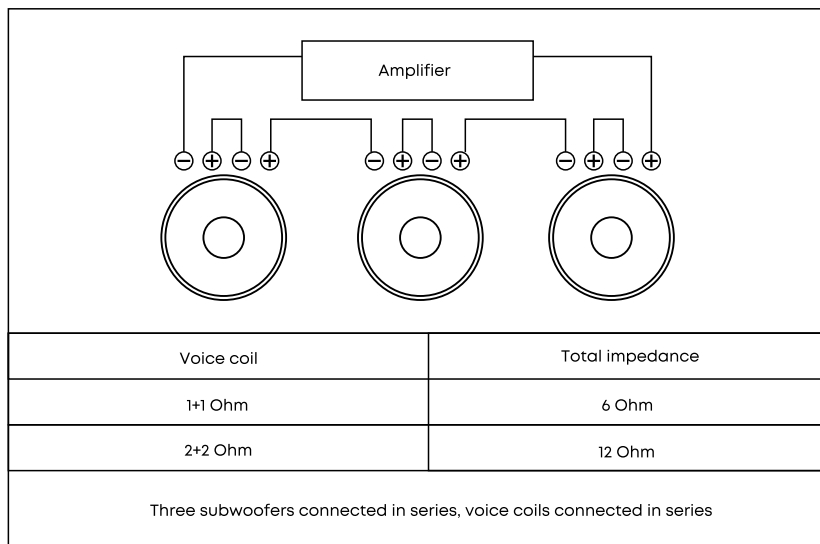 Amplifier
− + − + − + − + − + − +
Voice coil Total impedance
1+1 Ohm 6 Ohm
2+2 Ohm 12 Ohm
Three subwoofers connected in series, voice coils connected in series